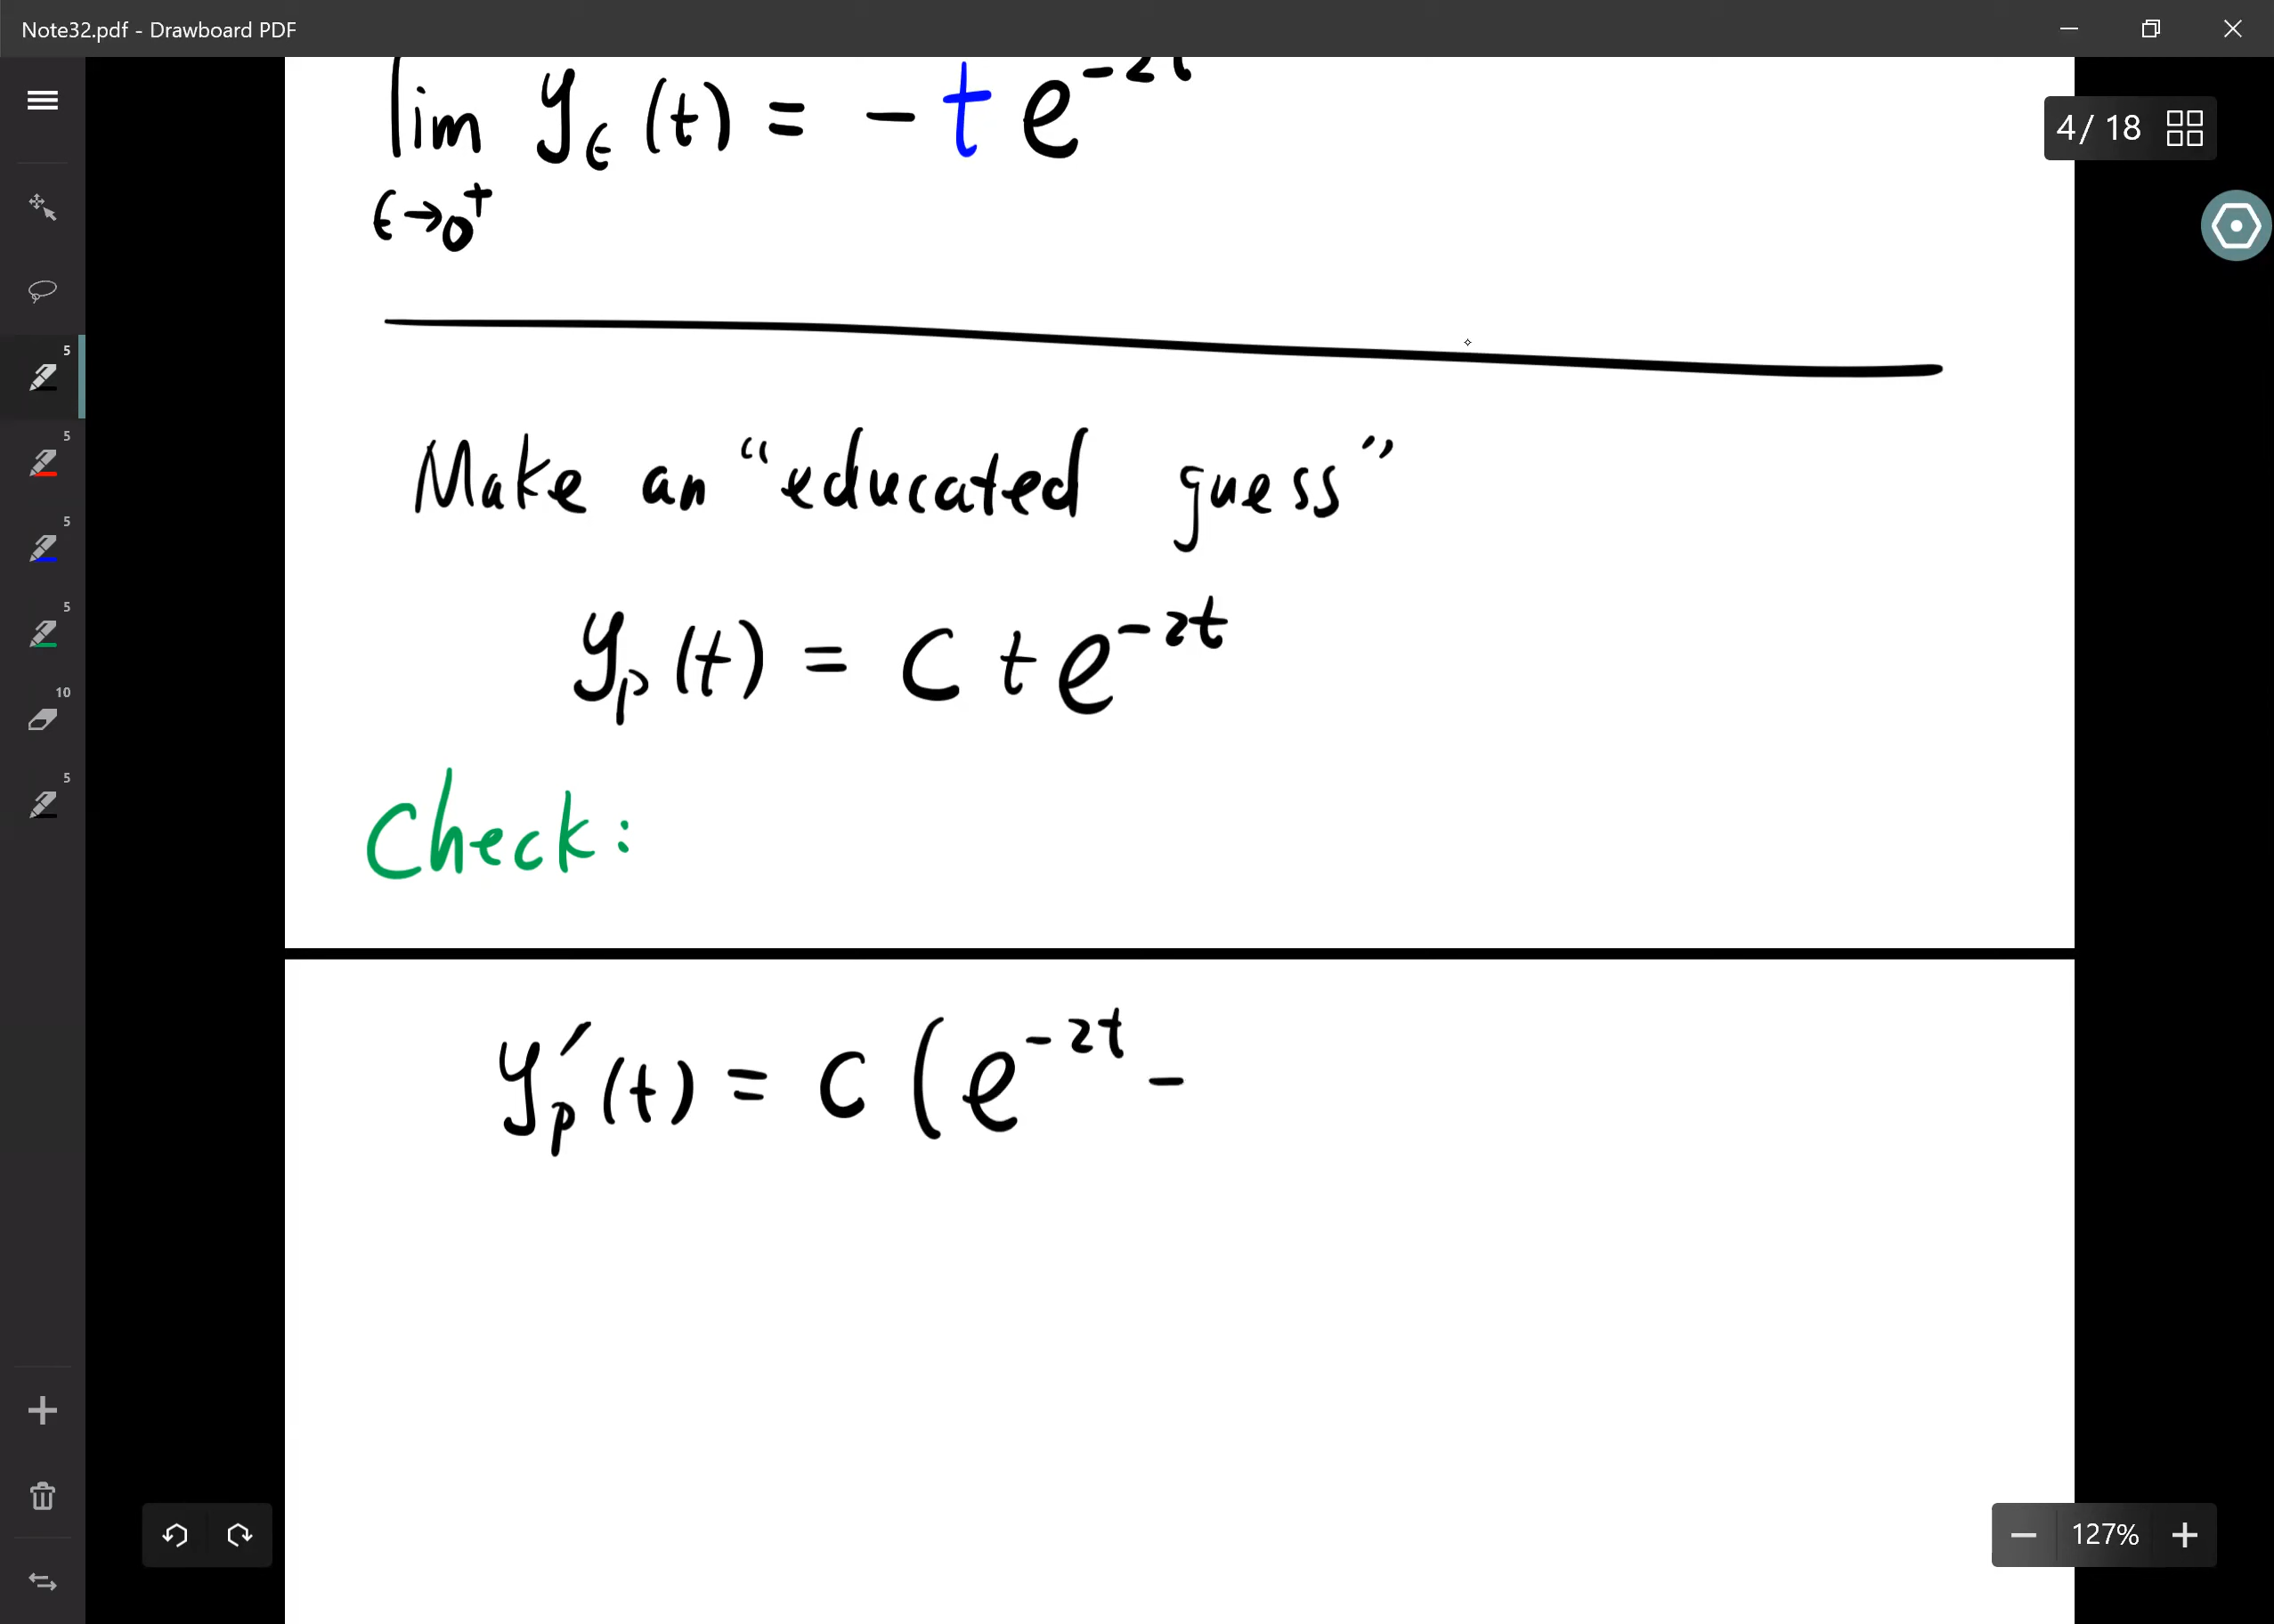 Note32.pdf - Drawboard PDF
lim y_ε (t) = - t e^{-2t}
ε→0⁺
4 / 18
5
Make an "educated guess"
5
5
y_p (t) = C t e^{-2t}
5
10
Check:
5
y'_p (t) = C ( e^{-2t} -
127%